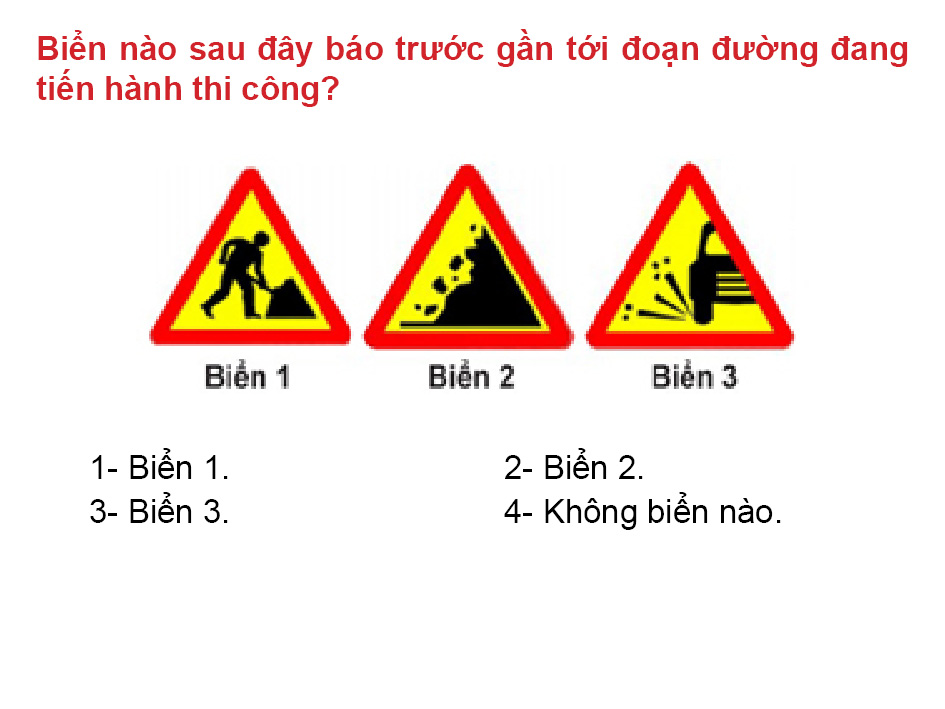 Biển nào sau đây báo trước gần tới đoạn đường đang
tiến hành thi công?
Biển 1 Biển 2 Biển 3
1- Biển 1. 2- Biển 2.
3- Biển 3. 4- Không biển nào.